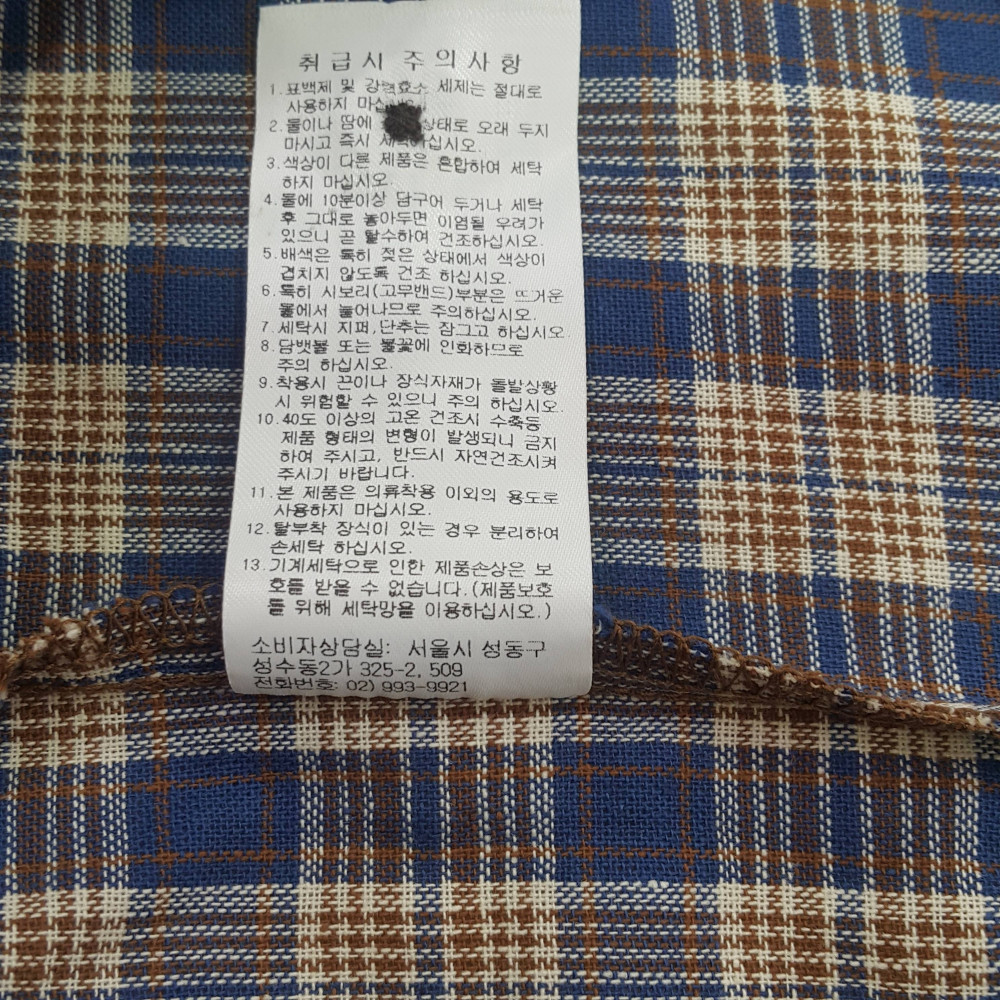 취급시 주의사항
1.표백제 및 강력효소 세제는 절대로
사용하지 마십시오.
2.물이나 땀에 상태로 오래 두지
마시고 즉시 세탁하십시오.
3.색상이 다른 제품은 혼합하여 세탁
하지 마십시오.
4.물에 10분이상 담구어 두거나 세탁
후 그대로 놓아두면 이염될 우려가
있으니 곧 탈수하여 건조하십시오.
5.배색은 특히 젖은 상태에서 색상이
겹치지 않도록 건조 하십시오.
6.특히 시보리(고무밴드)부분은 뜨거운
물에서 늘어나므로 주의하십시오.
7.세탁시 지퍼,단추는 잠그고 하십시오
8.담뱃불 또는 불꽃에 인화하므로
주의 하십시오.
9.착용시 끈이나 장식자재가 돌발상황
시 위험할 수 있으니 주의 하십시오.
10.40도 이상의 고온 건조시 수축등
제품 형태의 변형이 발생되니 금지
하여 주시고, 반드시 자연건조시켜
주시기 바랍니다.
11.본 제품은 의류착용 이외의 용도로
사용하지 마십시오.
12.탈부착 장식이 있는 경우 분리하여
손세탁 하십시오.
13.기계세탁으로 인한 제품손상은 보
호를 받을 수 없습니다.(제품보호
를 위해 세탁망을 이용하십시오.)
소비자상담실: 서울시 성동구
성수동2가 325-2, 509
전화번호: 02) 993-9921